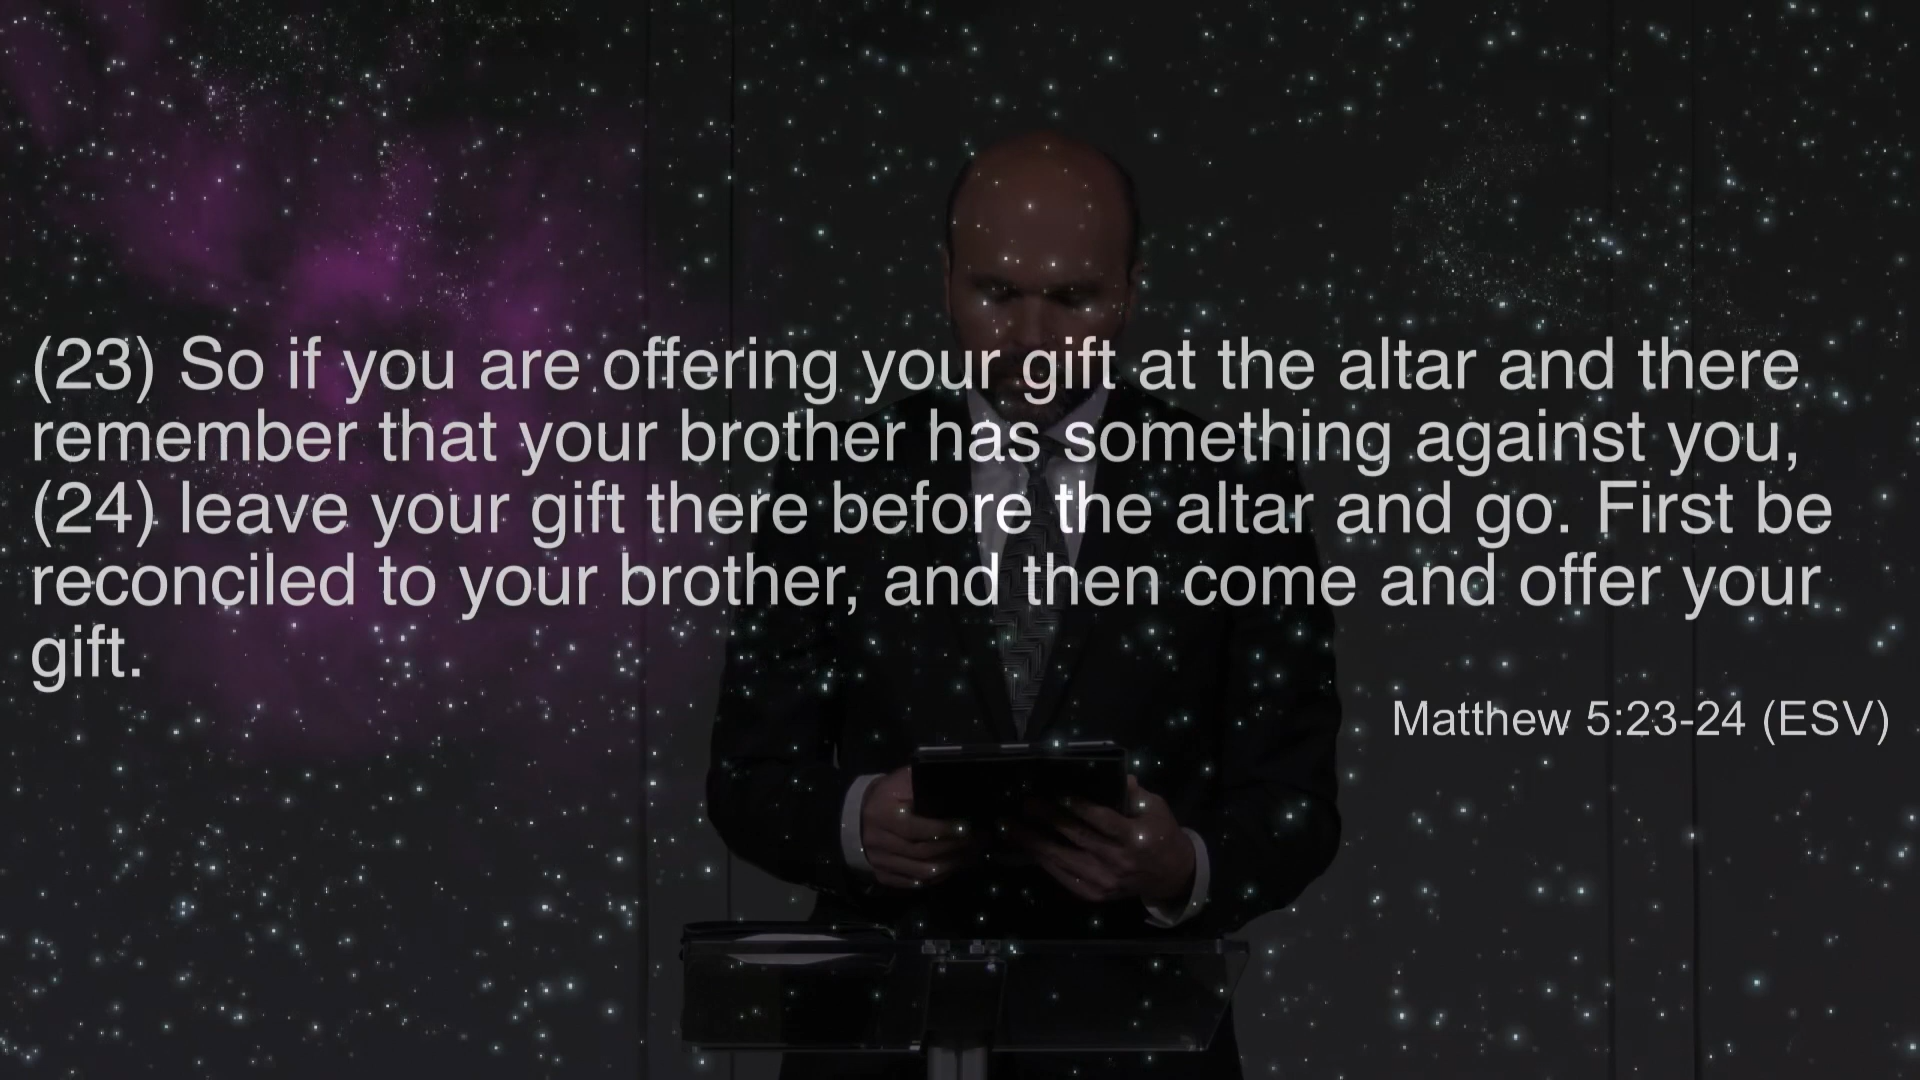 (23) So if you are offering your gift at the altar and there
remember that your brother has something against you,
(24) leave your gift there before the altar and go. First be
reconciled to your brother, and then come and offer your
gift.
Matthew 5:23-24 (ESV)